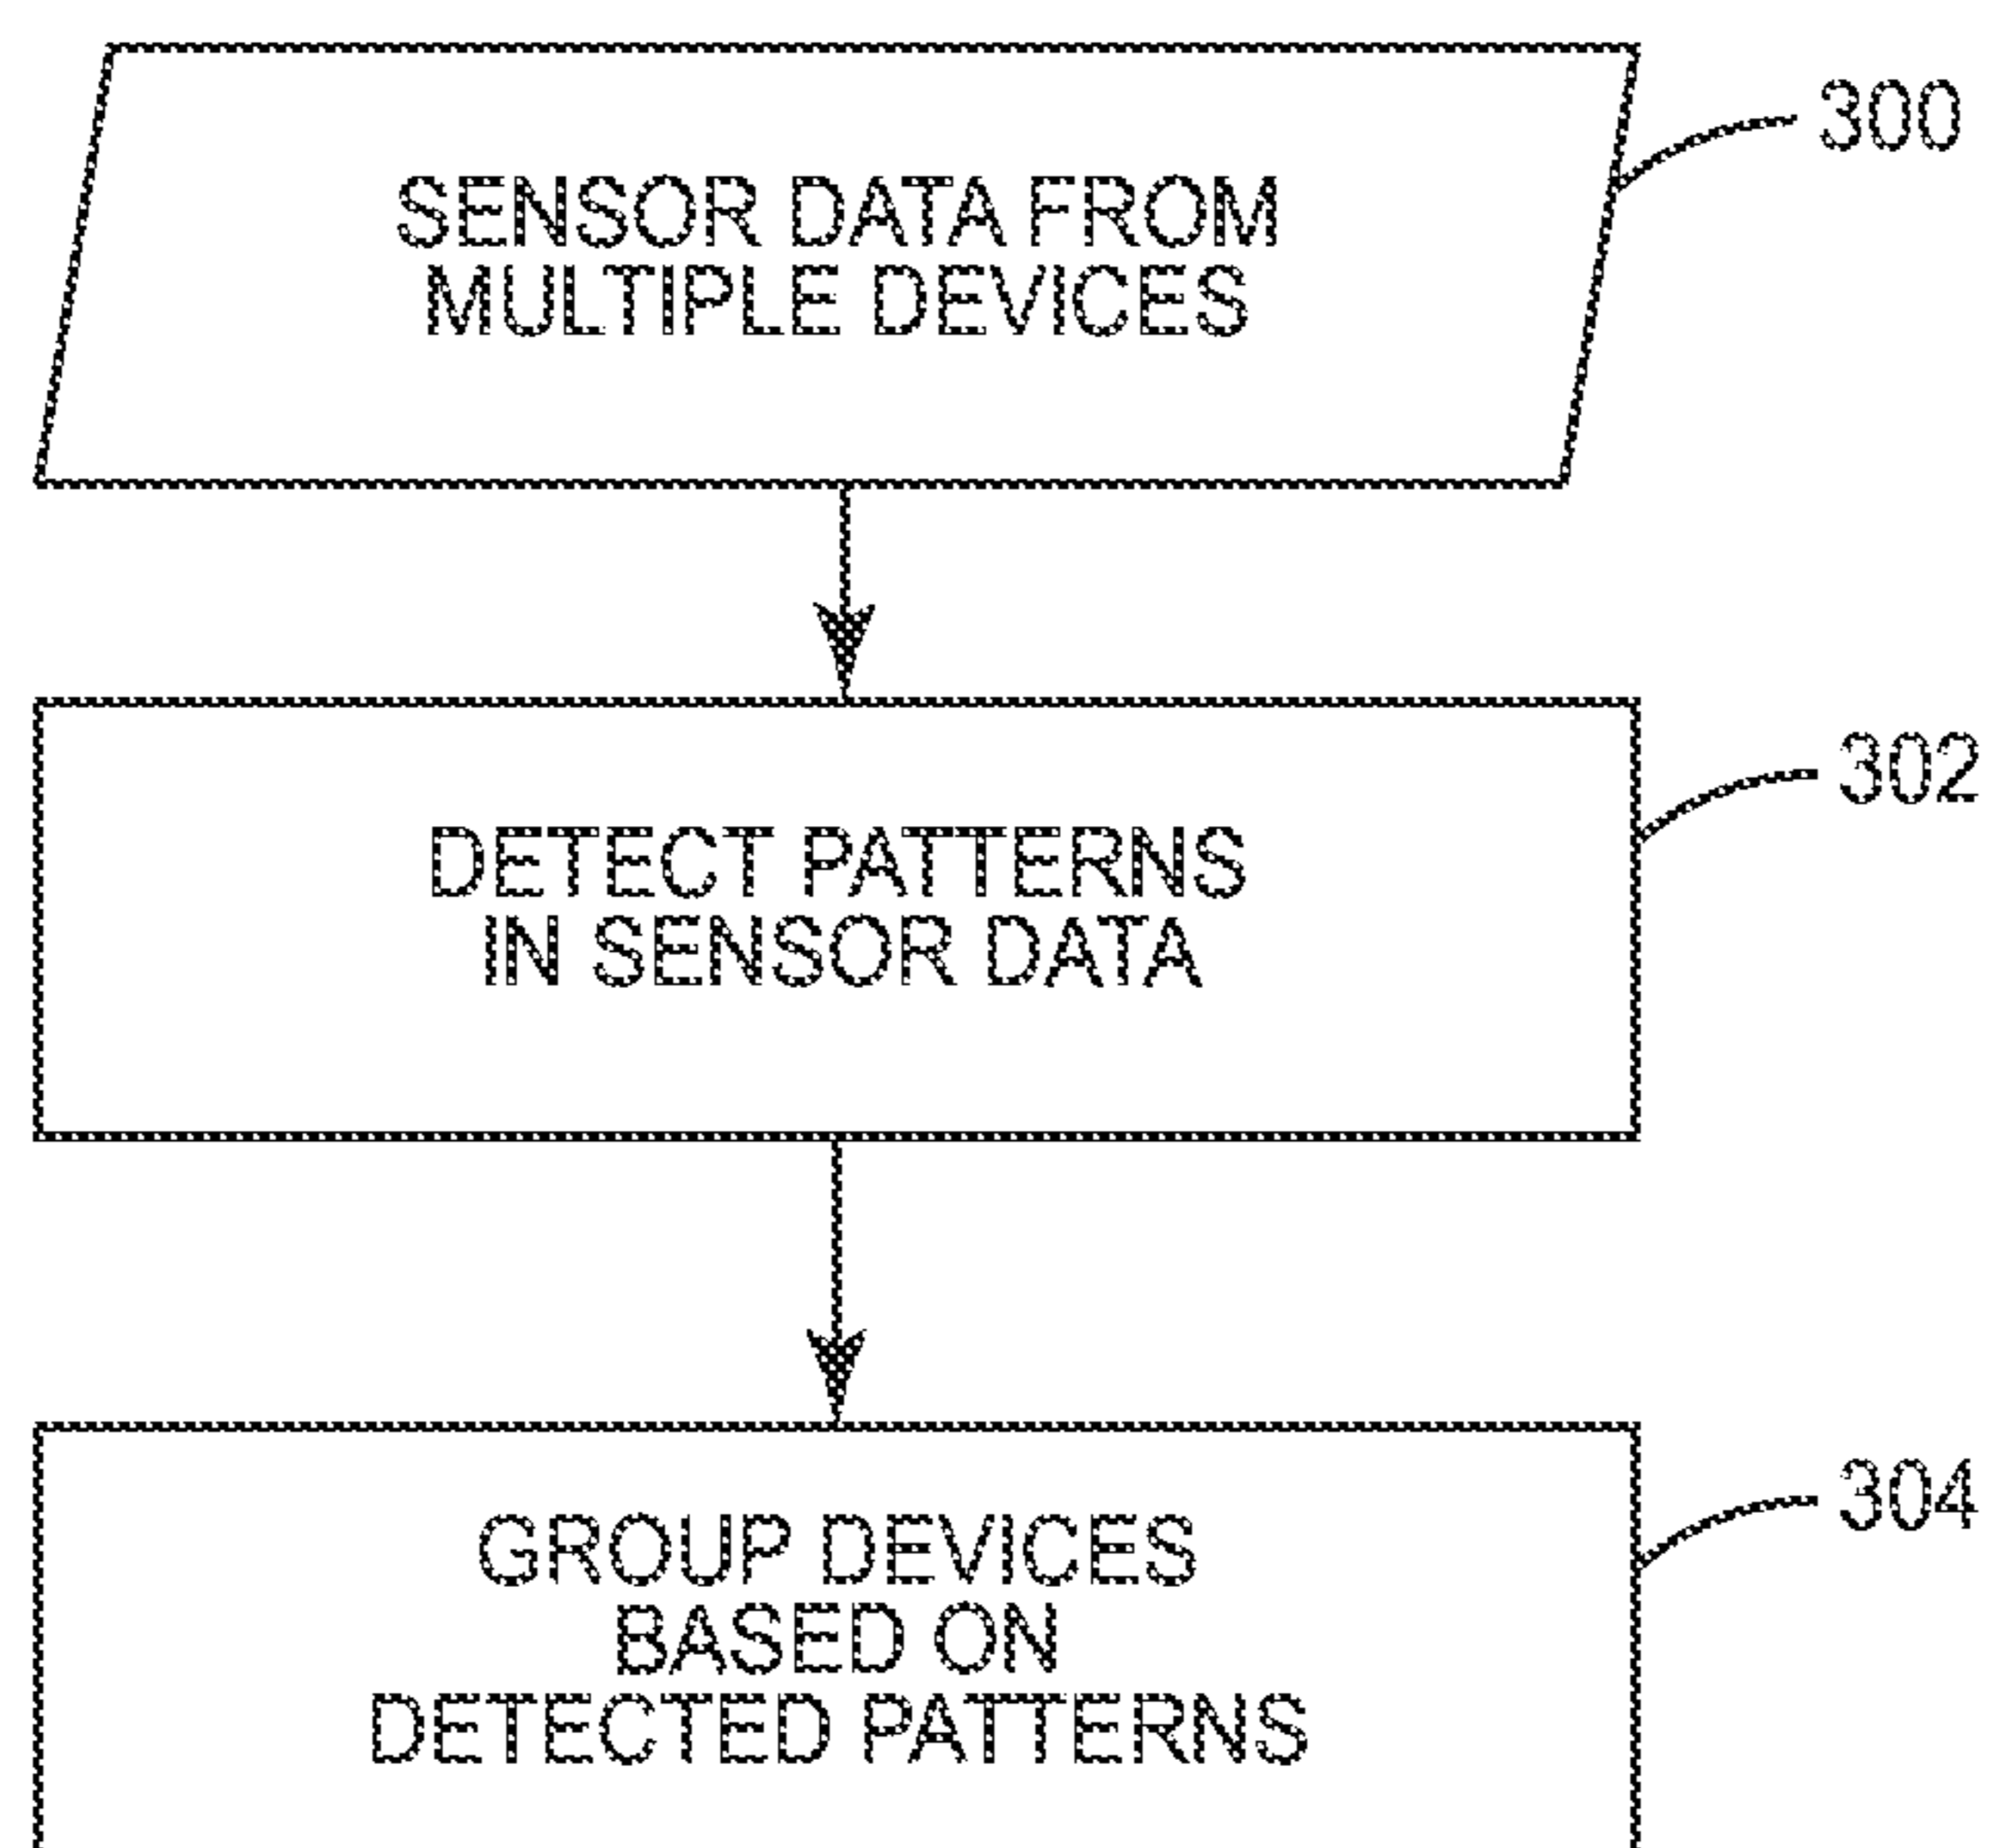 SENSOR DATA FROM
MULTIPLE DEVICES
300
DETECT PATTERNS
IN SENSOR DATA
302
GROUP DEVICES
BASED ON
DETECTED PATTERNS
304